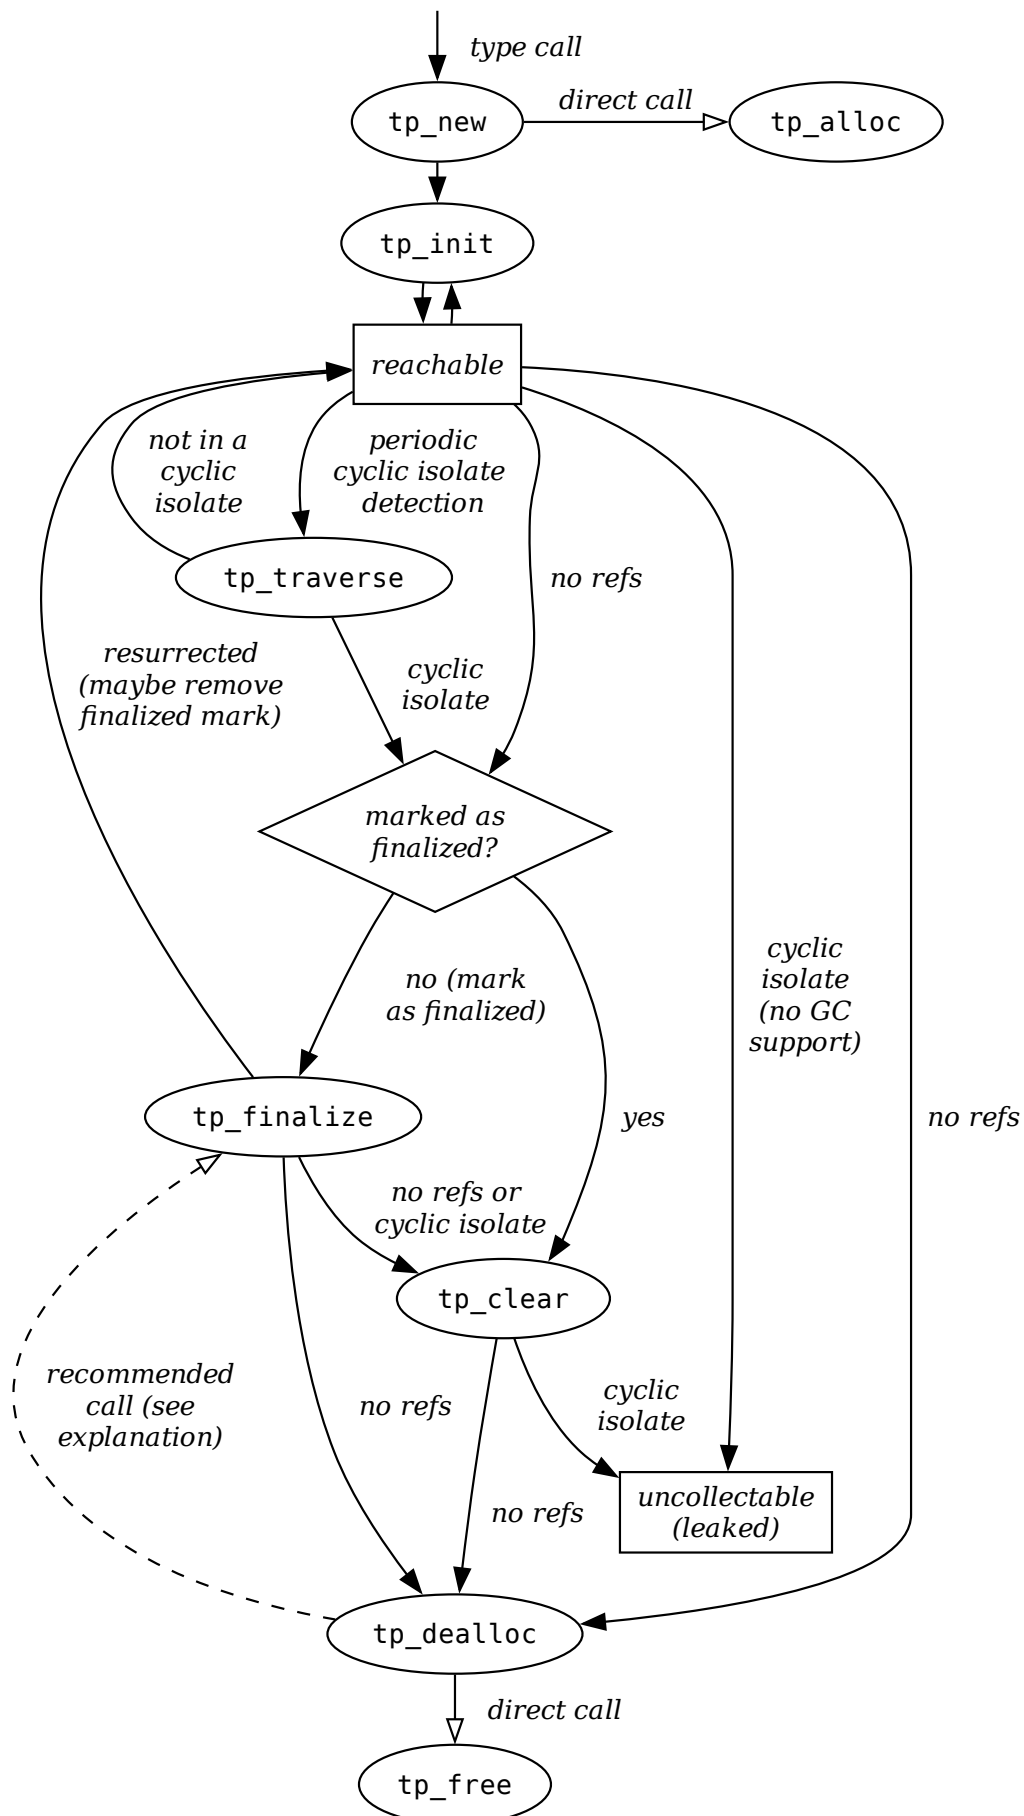 type call
direct call
tp_new
tp_alloc
tp_init
reachable
not in a
cyclic
isolate
periodic
cyclic isolate
detection
tp_traverse
no refs
resurrected
(maybe remove
finalized mark)
cyclic
isolate
marked as
finalized?
no (mark
as finalized)
cyclic
isolate
(no GC
support)
tp_finalize
yes
no refs
no refs or
cyclic isolate
tp_clear
recommended
call (see
explanation)
no refs
cyclic
isolate
no refs
uncollectable
(leaked)
tp_dealloc
direct call
tp_free